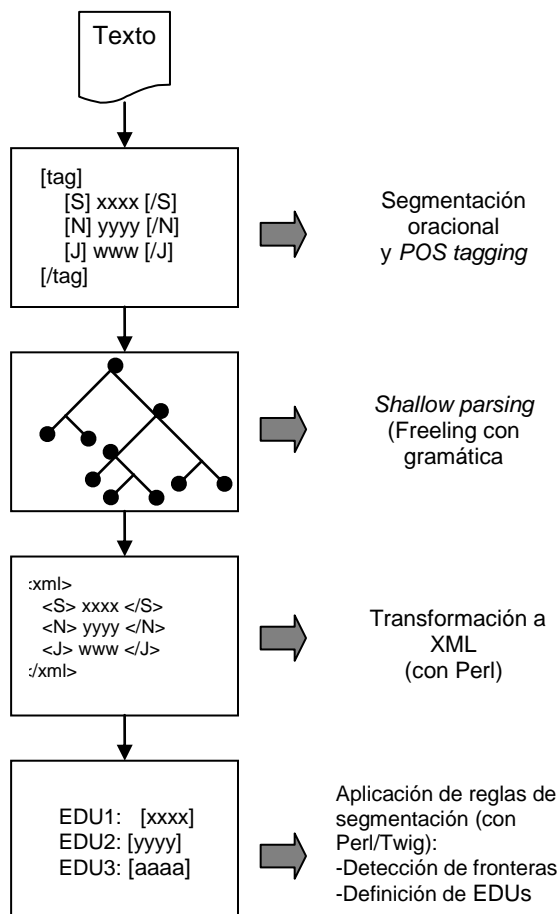 Texto
[tag]
[S] xxxx [/S]
[N] yyyy [/N]
[J] www [/J]
[/tag]
Segmentación
oracional
y POS tagging
Shallow parsing
(Freeling con
gramática
<xml>
<S> xxxx </S>
<N> yyyy </N>
<J> www </J>
</xml>
Transformación a
XML
(con Perl)
EDU1: [xxxx]
EDU2: [yyyy]
EDU3: [aaaa]
Aplicación de reglas de
segmentación (con
Perl/Twig):
-Detección de fronteras
-Definición de EDUs